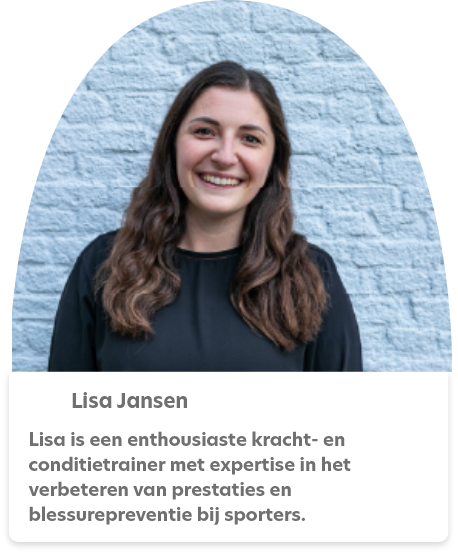 Lisa Jansen
Lisa is een enthousiaste kracht- en
conditietrainer met expertise in het
verbeteren van prestaties en
blessurepreventie bij sporters.